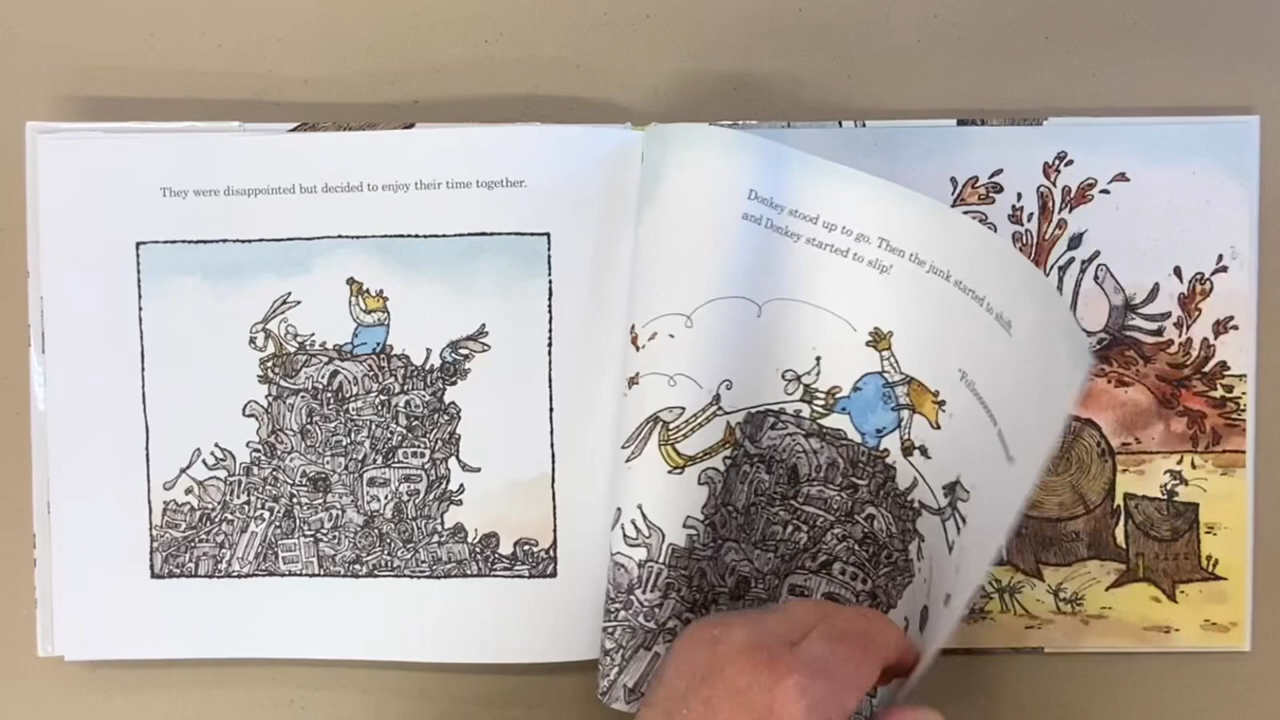 They were disappointed but decided to enjoy their time together.
Donkey stood up to go. Then the junk started to shift,
and Donkey started to slip!